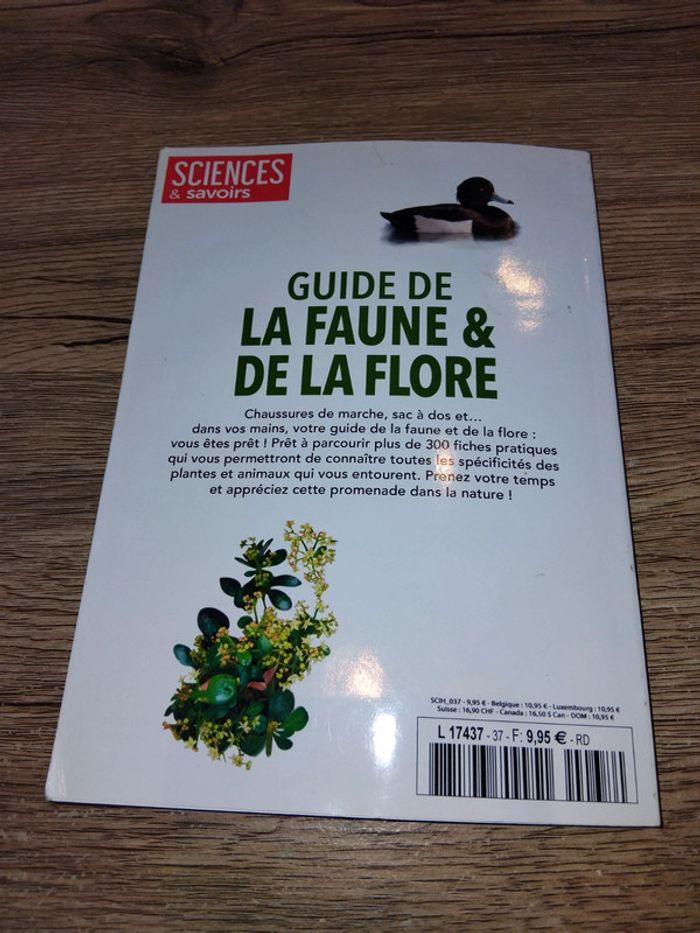 SCIENCES
& savoirs
GUIDE DE
LA FAUNE &
DE LA FLORE
Chaussures de marche, sac à dos et...
dans vos mains, votre guide de la faune et de la flore :
vous êtes prêt ! Prêt à parcourir plus de 300 fiches pratiques
qui vous permettront de connaître toutes les spécificités des
plantes et animaux qui vous entourent. Prenez votre temps
et appréciez cette promenade dans la nature !
SCIH_037 - 9,95 € - Belgique : 10,95 € - Luxembourg : 10,95 €
Suisse : 16,90 CHF - Canada : 16,50 $ Can - DOM : 10,95 €
L 17437 - 37 - F: 9,95 € - RD